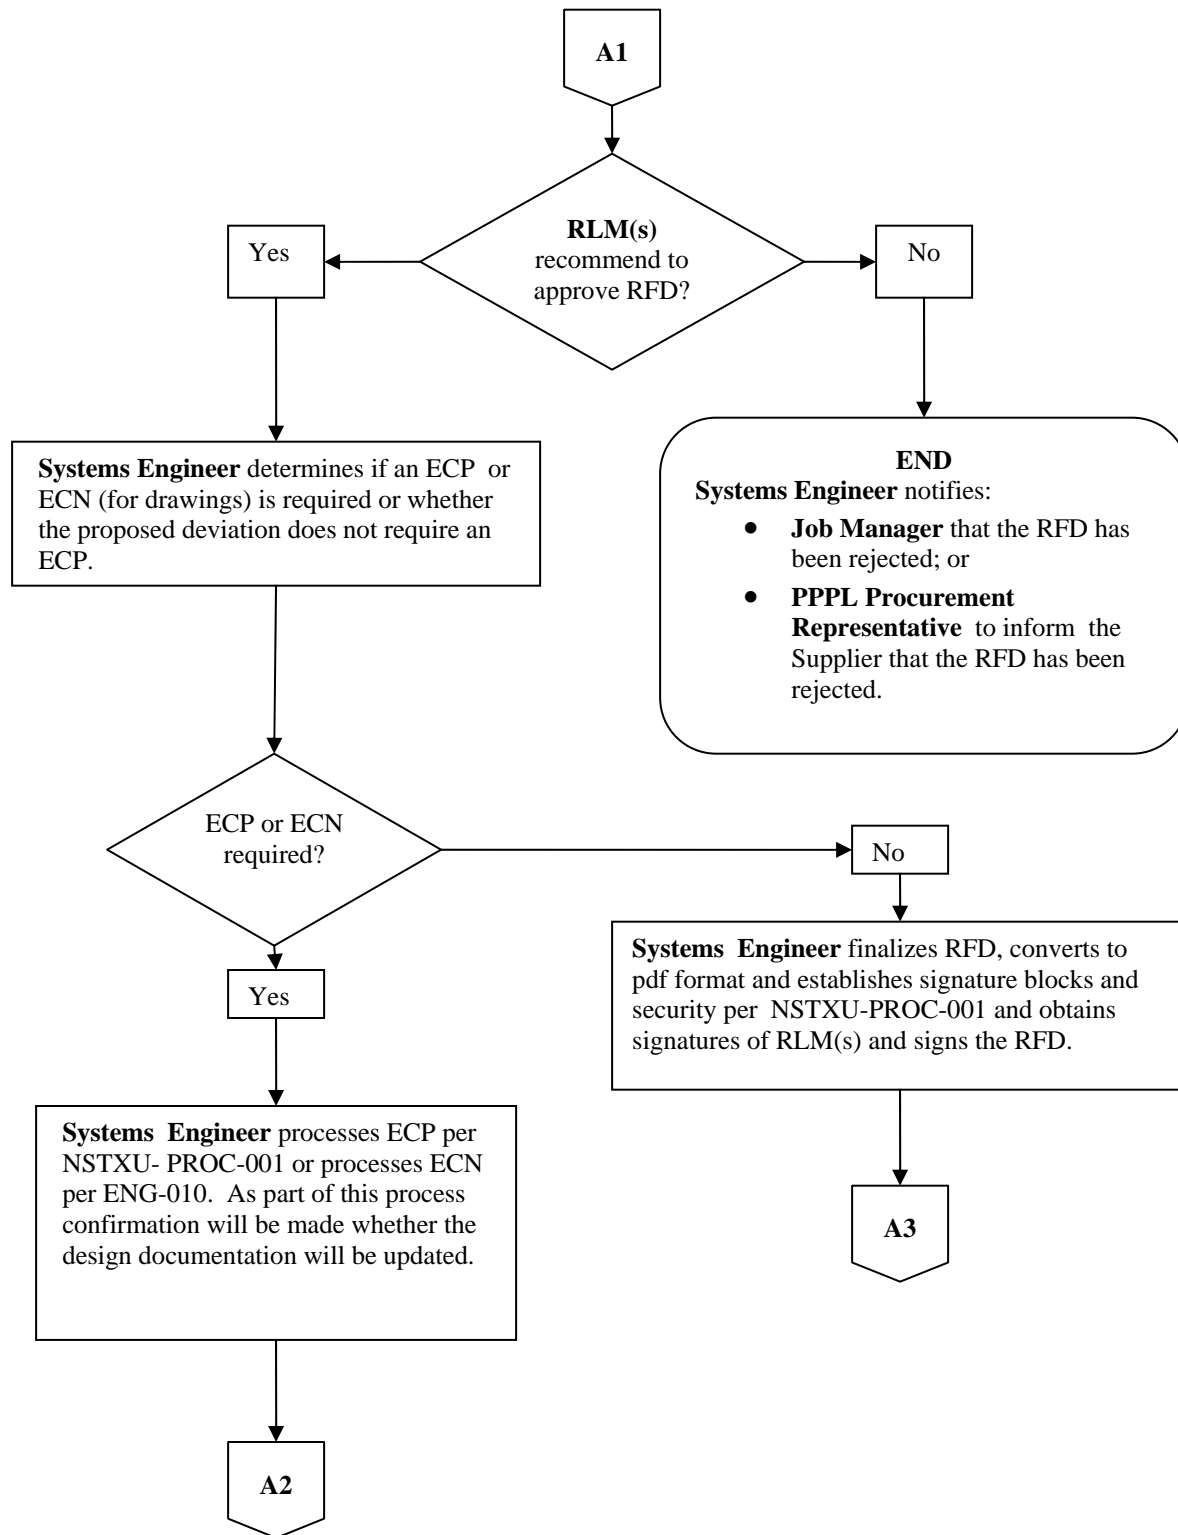 A1
RLM(s)
recommend to
approve RFD?
Yes
No
Systems Engineer determines if an ECP or
ECN (for drawings) is required or whether
the proposed deviation does not require an
ECP.
END
Systems Engineer notifies:
● Job Manager that the RFD has
been rejected; or
● PPPL Procurement
Representative to inform the
Supplier that the RFD has been
rejected.
ECP or ECN
required?
No
Yes
Systems Engineer finalizes RFD, converts to
pdf format and establishes signature blocks and
security per NSTXU-PROC-001 and obtains
signatures of RLM(s) and signs the RFD.
Systems Engineer processes ECP per
NSTXU- PROC-001 or processes ECN
per ENG-010. As part of this process
confirmation will be made whether the
design documentation will be updated.
A3
A2